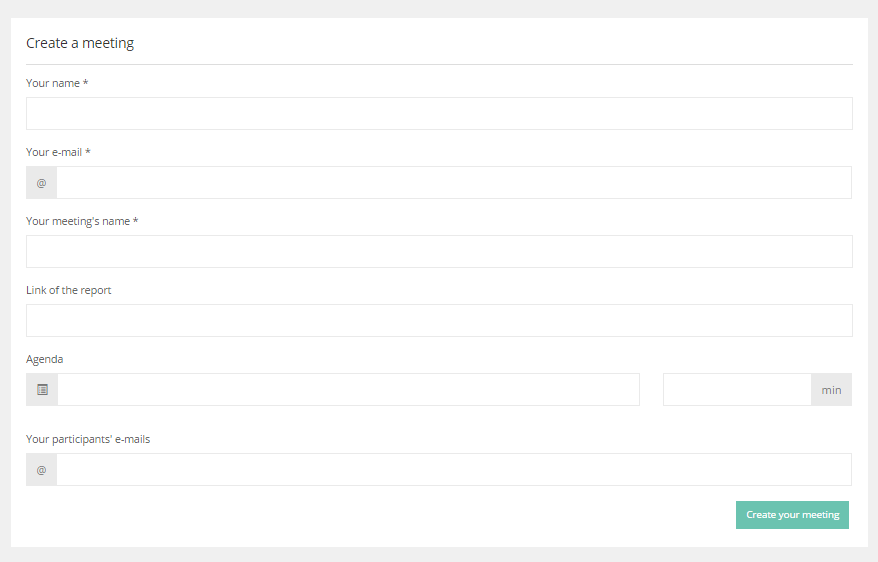 Create a meeting
Your name *
Your e-mail *
@
Your meeting's name *
Link of the report
Agenda
min
Your participants' e-mails
@
Create your meeting